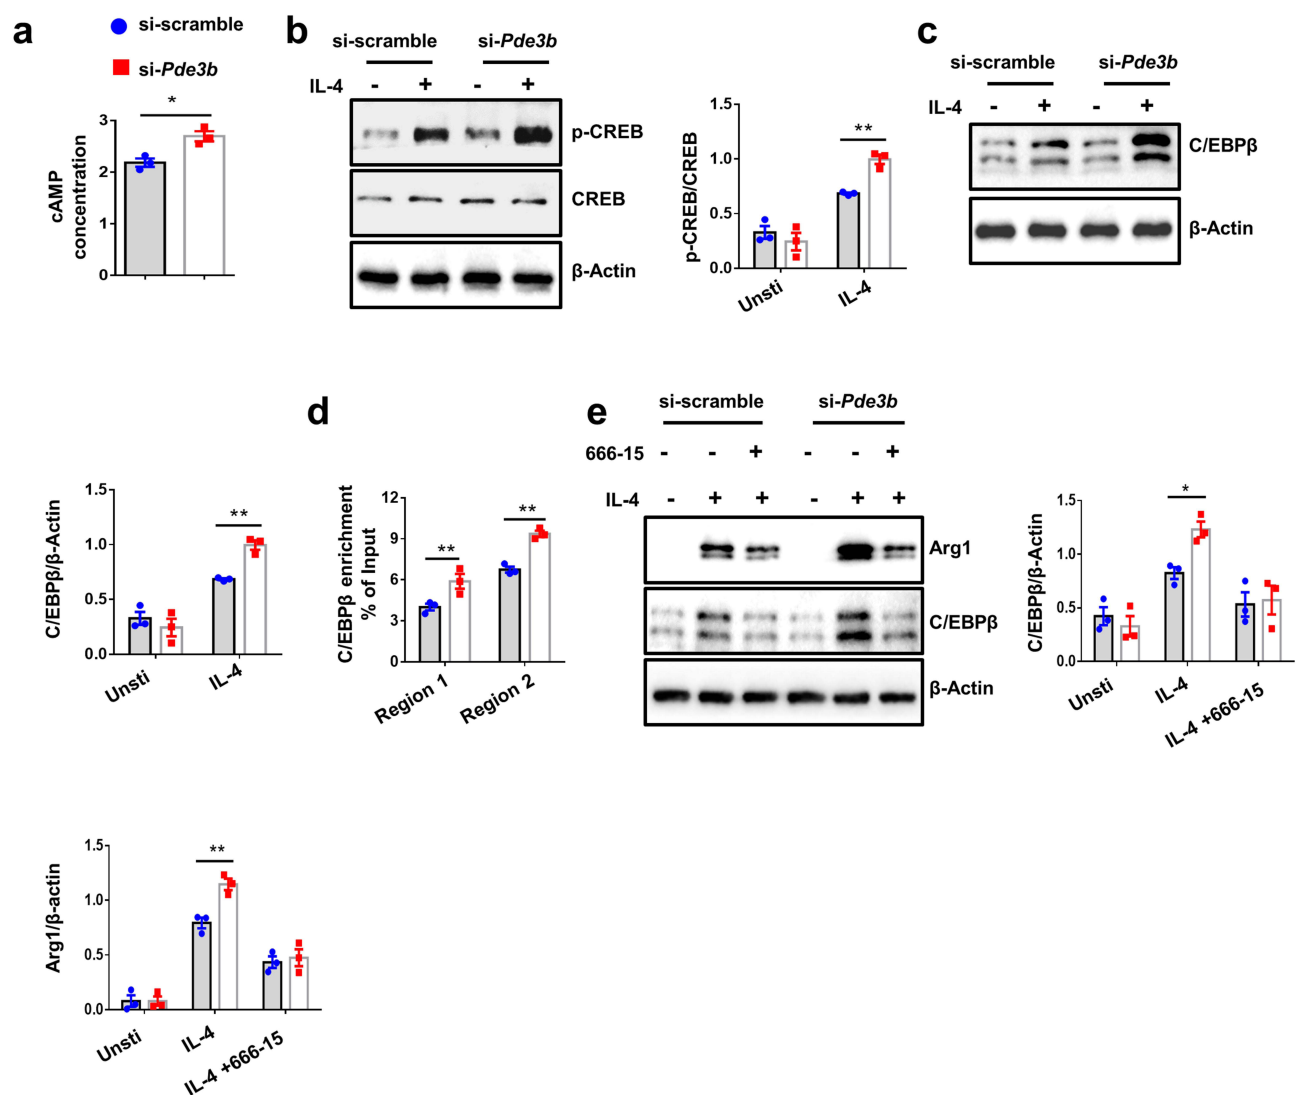 a
si-scramble
si-Pde3b
*
3
2
1
0
cAMP
concentration
b
si-scramble si-Pde3b
IL-4 - + - +
p-CREB
CREB
β-Actin
**
1.5
1.0
0.5
0.0
p-CREB/CREB
Unsti IL-4
c
si-scramble si-Pde3b
IL-4 - + - +
C/EBPβ
β-Actin
**
1.5
1.0
0.5
0.0
C/EBPβ/β-Actin
Unsti IL-4
d
** **
12
9
6
3
0
C/EBPβ enrichment
% of Input
Region 1 Region 2
e
si-scramble si-Pde3b
666-15 - - + - - +
IL-4 - + + - + +
Arg1
C/EBPβ
β-Actin
*
1.5
1.0
0.5
0.0
C/EBPβ/β-Actin
Unsti IL-4 IL-4 +666-15
**
1.5
1.0
0.5
0.0
Arg1/β-actin
Unsti IL-4 IL-4 +666-15